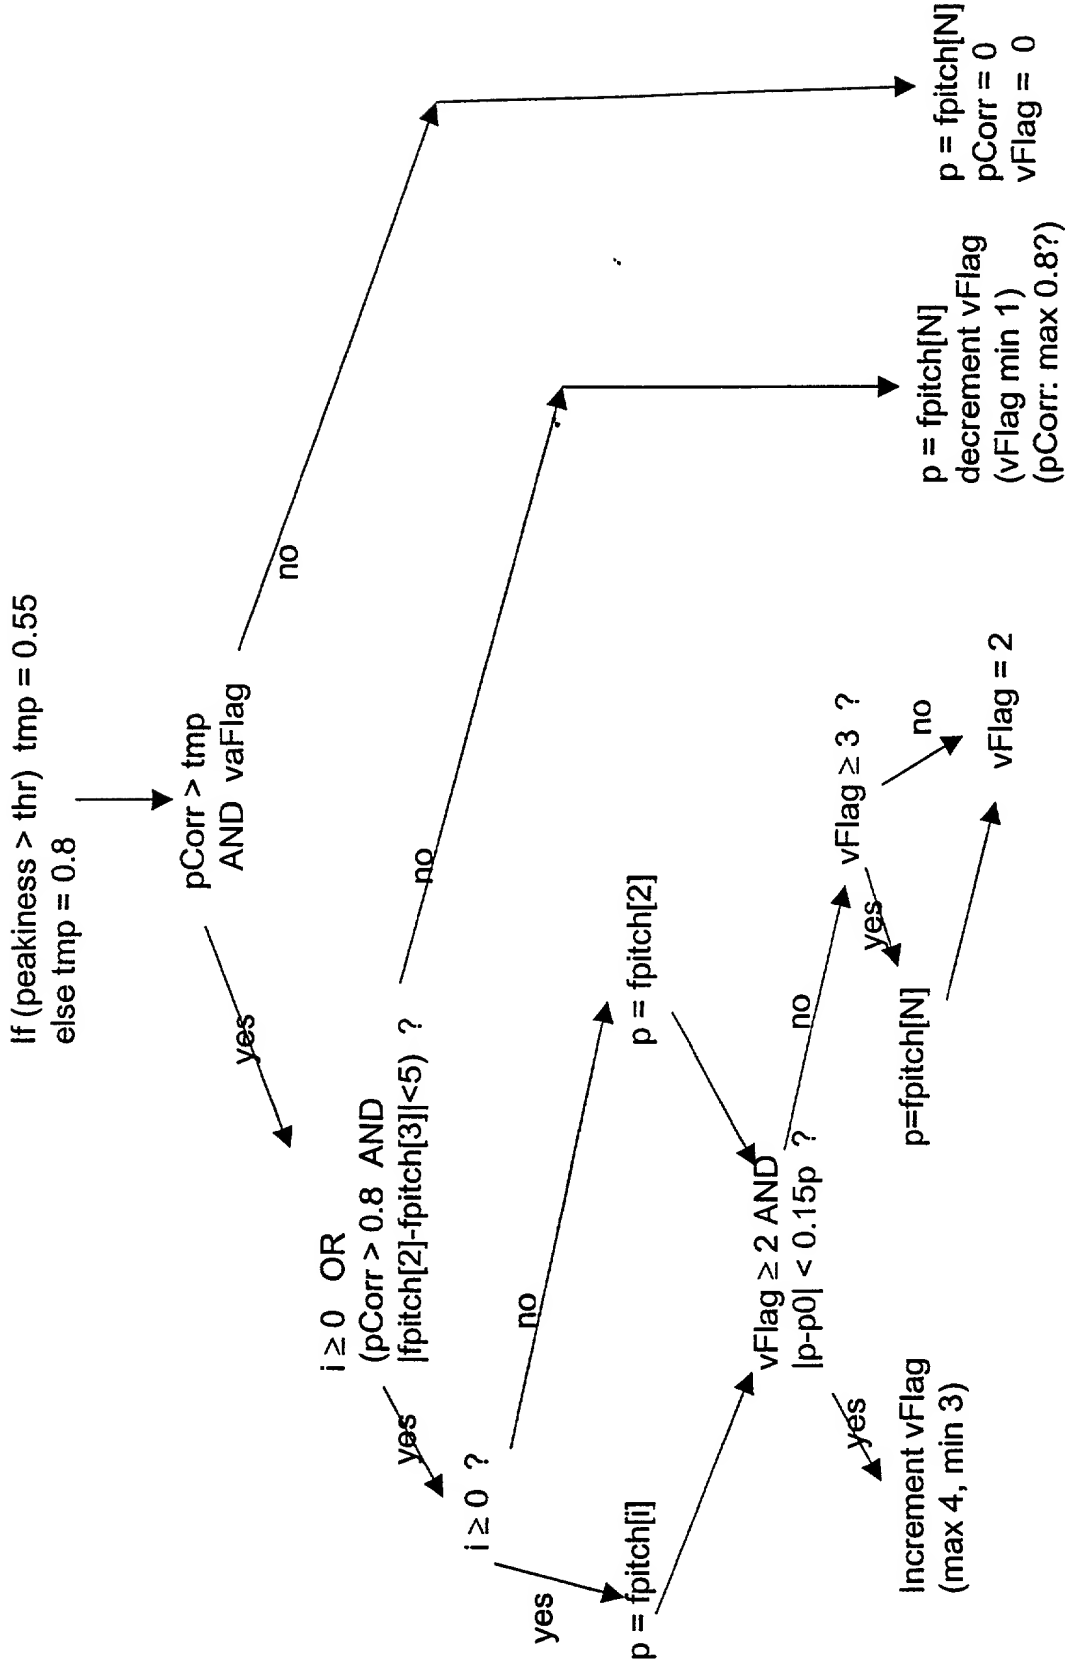 If (peakiness > thr)  tmp = 0.55
else tmp = 0.8
pCorr > tmp
AND vaFlag
yes
no
i ≥ 0  OR
(pCorr > 0.8  AND
|fpitch[2]-fpitch[3]|<5)  ?
yes
no
i ≥ 0  ?
yes
no
p = fpitch[i]
p = fpitch[2]
vFlag ≥ 2 AND
|p-p0| < 0.15p  ?
yes
no
Increment vFlag
(max 4, min 3)
vFlag ≥ 3  ?
yes
no
p=fpitch[N]
vFlag = 2
p = fpitch[N]
decrement vFlag
(vFlag min 1)
(pCorr: max 0.8?)
p = fpitch[N]
pCorr = 0
vFlag =  0